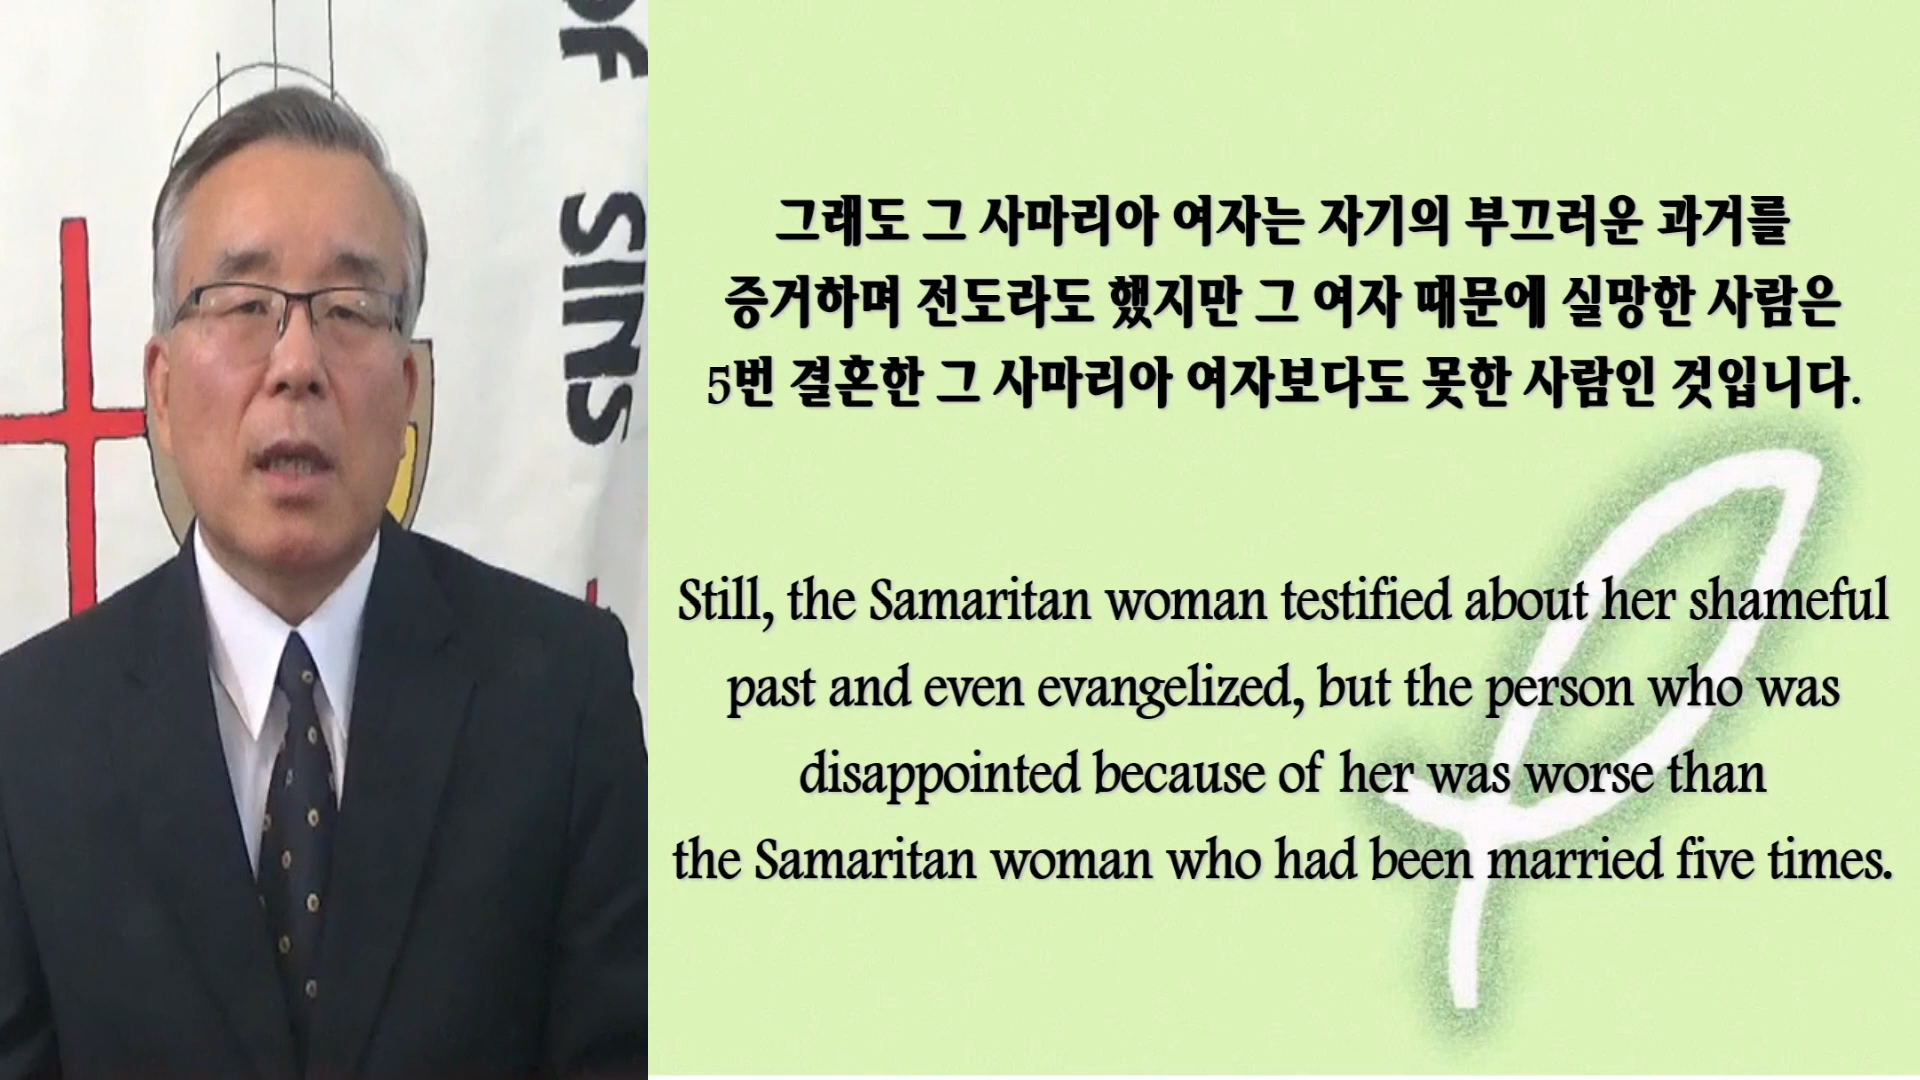 OF SINS
그래도 그 사마리아 여자는 자기의 부끄러운 과거를
증거하며 전도라도 했지만 그 여자 때문에 실망한 사람은
5번 결혼한 그 사마리아 여자보다도 못한 사람인 것입니다.
Still, the Samaritan woman testified about her shameful
past and even evangelized, but the person who was
disappointed because of her was worse than
the Samaritan woman who had been married five times.